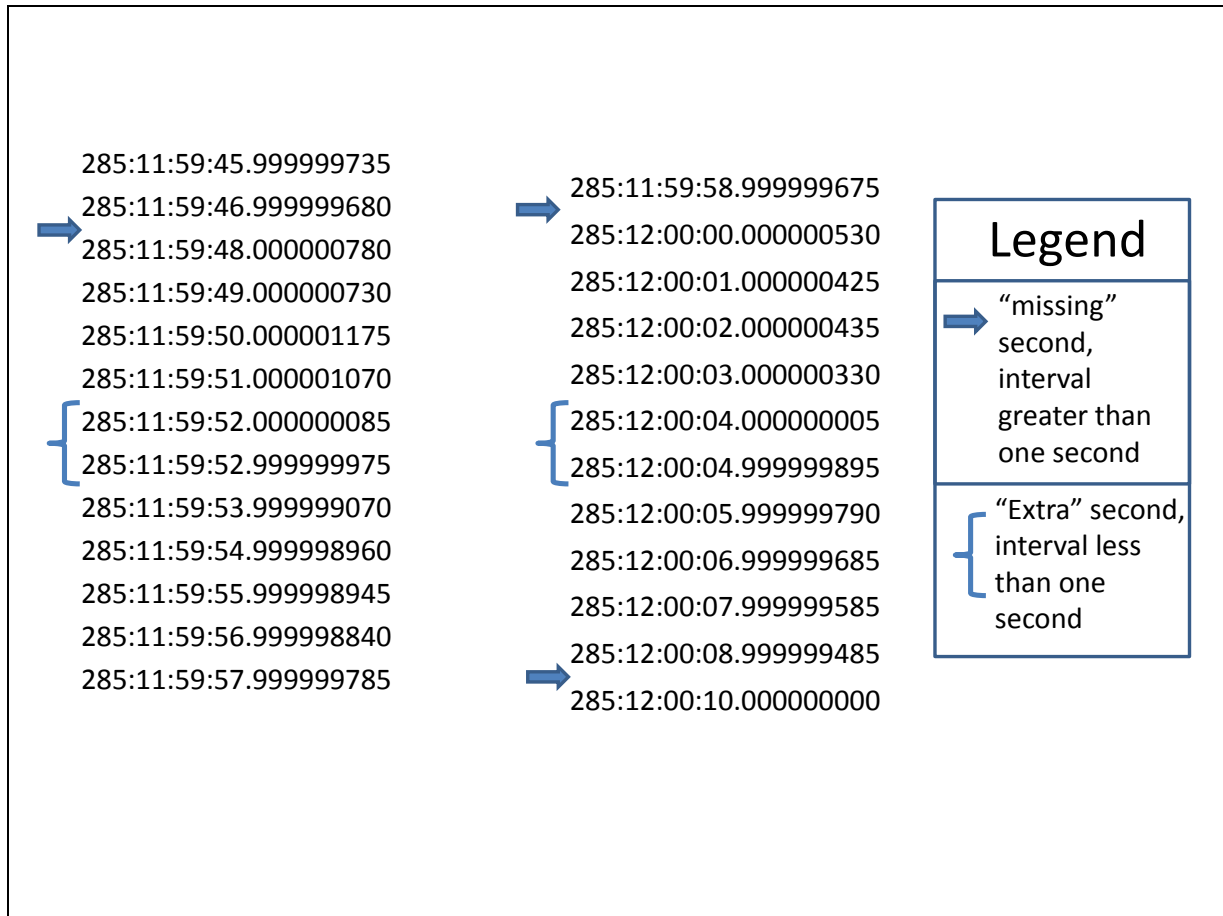 285:11:59:45.999999735
285:11:59:46.999999680
285:11:59:48.000000780
285:11:59:49.000000730
285:11:59:50.000001175
285:11:59:51.000001070
285:11:59:52.000000085
285:11:59:52.999999975
285:11:59:53.999999070
285:11:59:54.999998960
285:11:59:55.999998945
285:11:59:56.999998840
285:11:59:57.999999785
285:11:59:58.999999675
285:12:00:00.000000530
285:12:00:01.000000425
285:12:00:02.000000435
285:12:00:03.000000330
285:12:00:04.000000005
285:12:00:04.999999895
285:12:00:05.999999790
285:12:00:06.999999685
285:12:00:07.999999585
285:12:00:08.999999485
285:12:00:10.000000000
Legend
“missing”
second,
interval
greater than
one second
“Extra” second,
interval less
than one
second